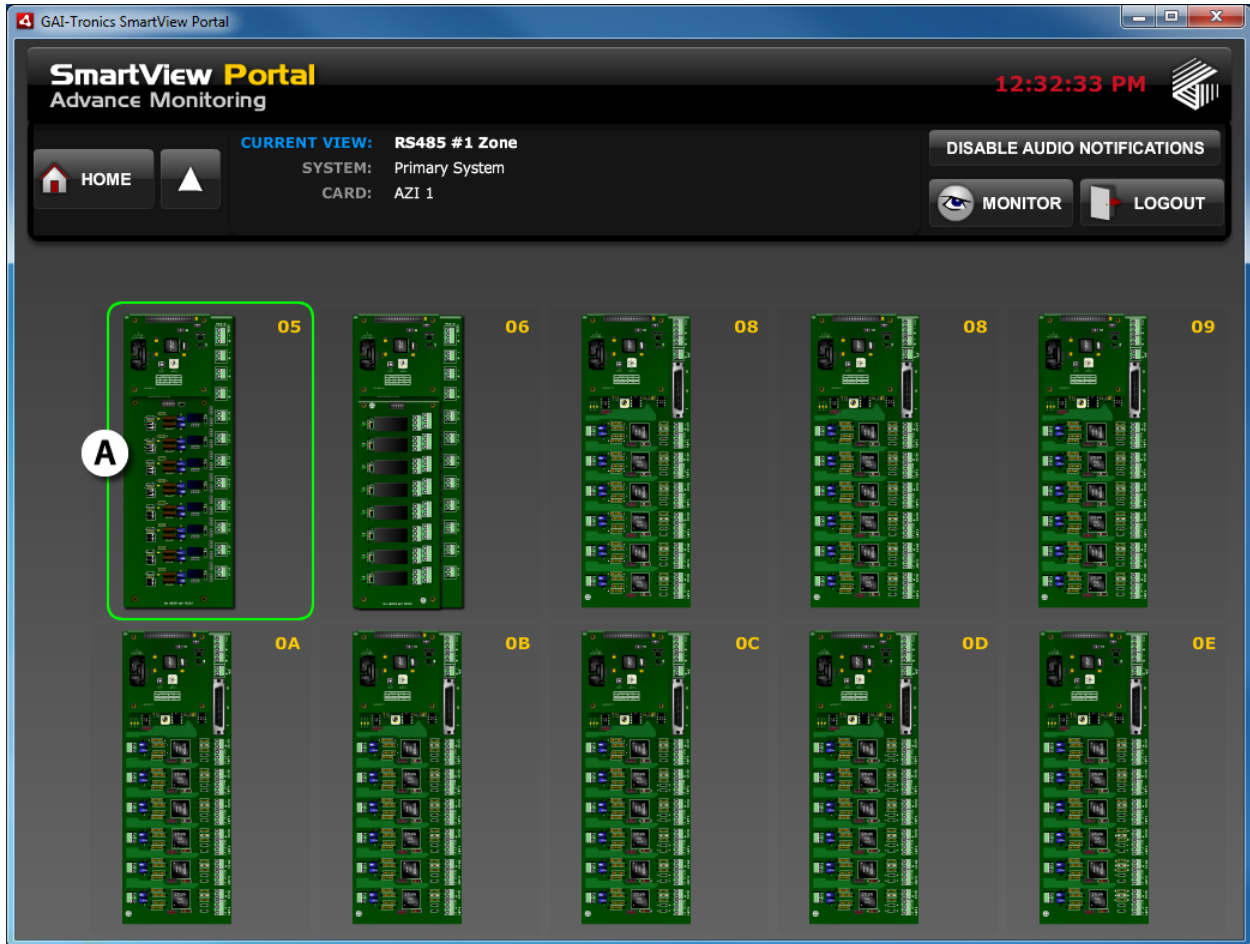 GAI-Tronics SmartView Portal
SmartView Portal
Advance Monitoring
12:32:33 PM
HOME
CURRENT VIEW: RS485 #1 Zone
SYSTEM: Primary System
CARD: AZI 1
DISABLE AUDIO NOTIFICATIONS
MONITOR
LOGOUT
05
06
08
08
09
A
0A
0B
0C
0D
0E